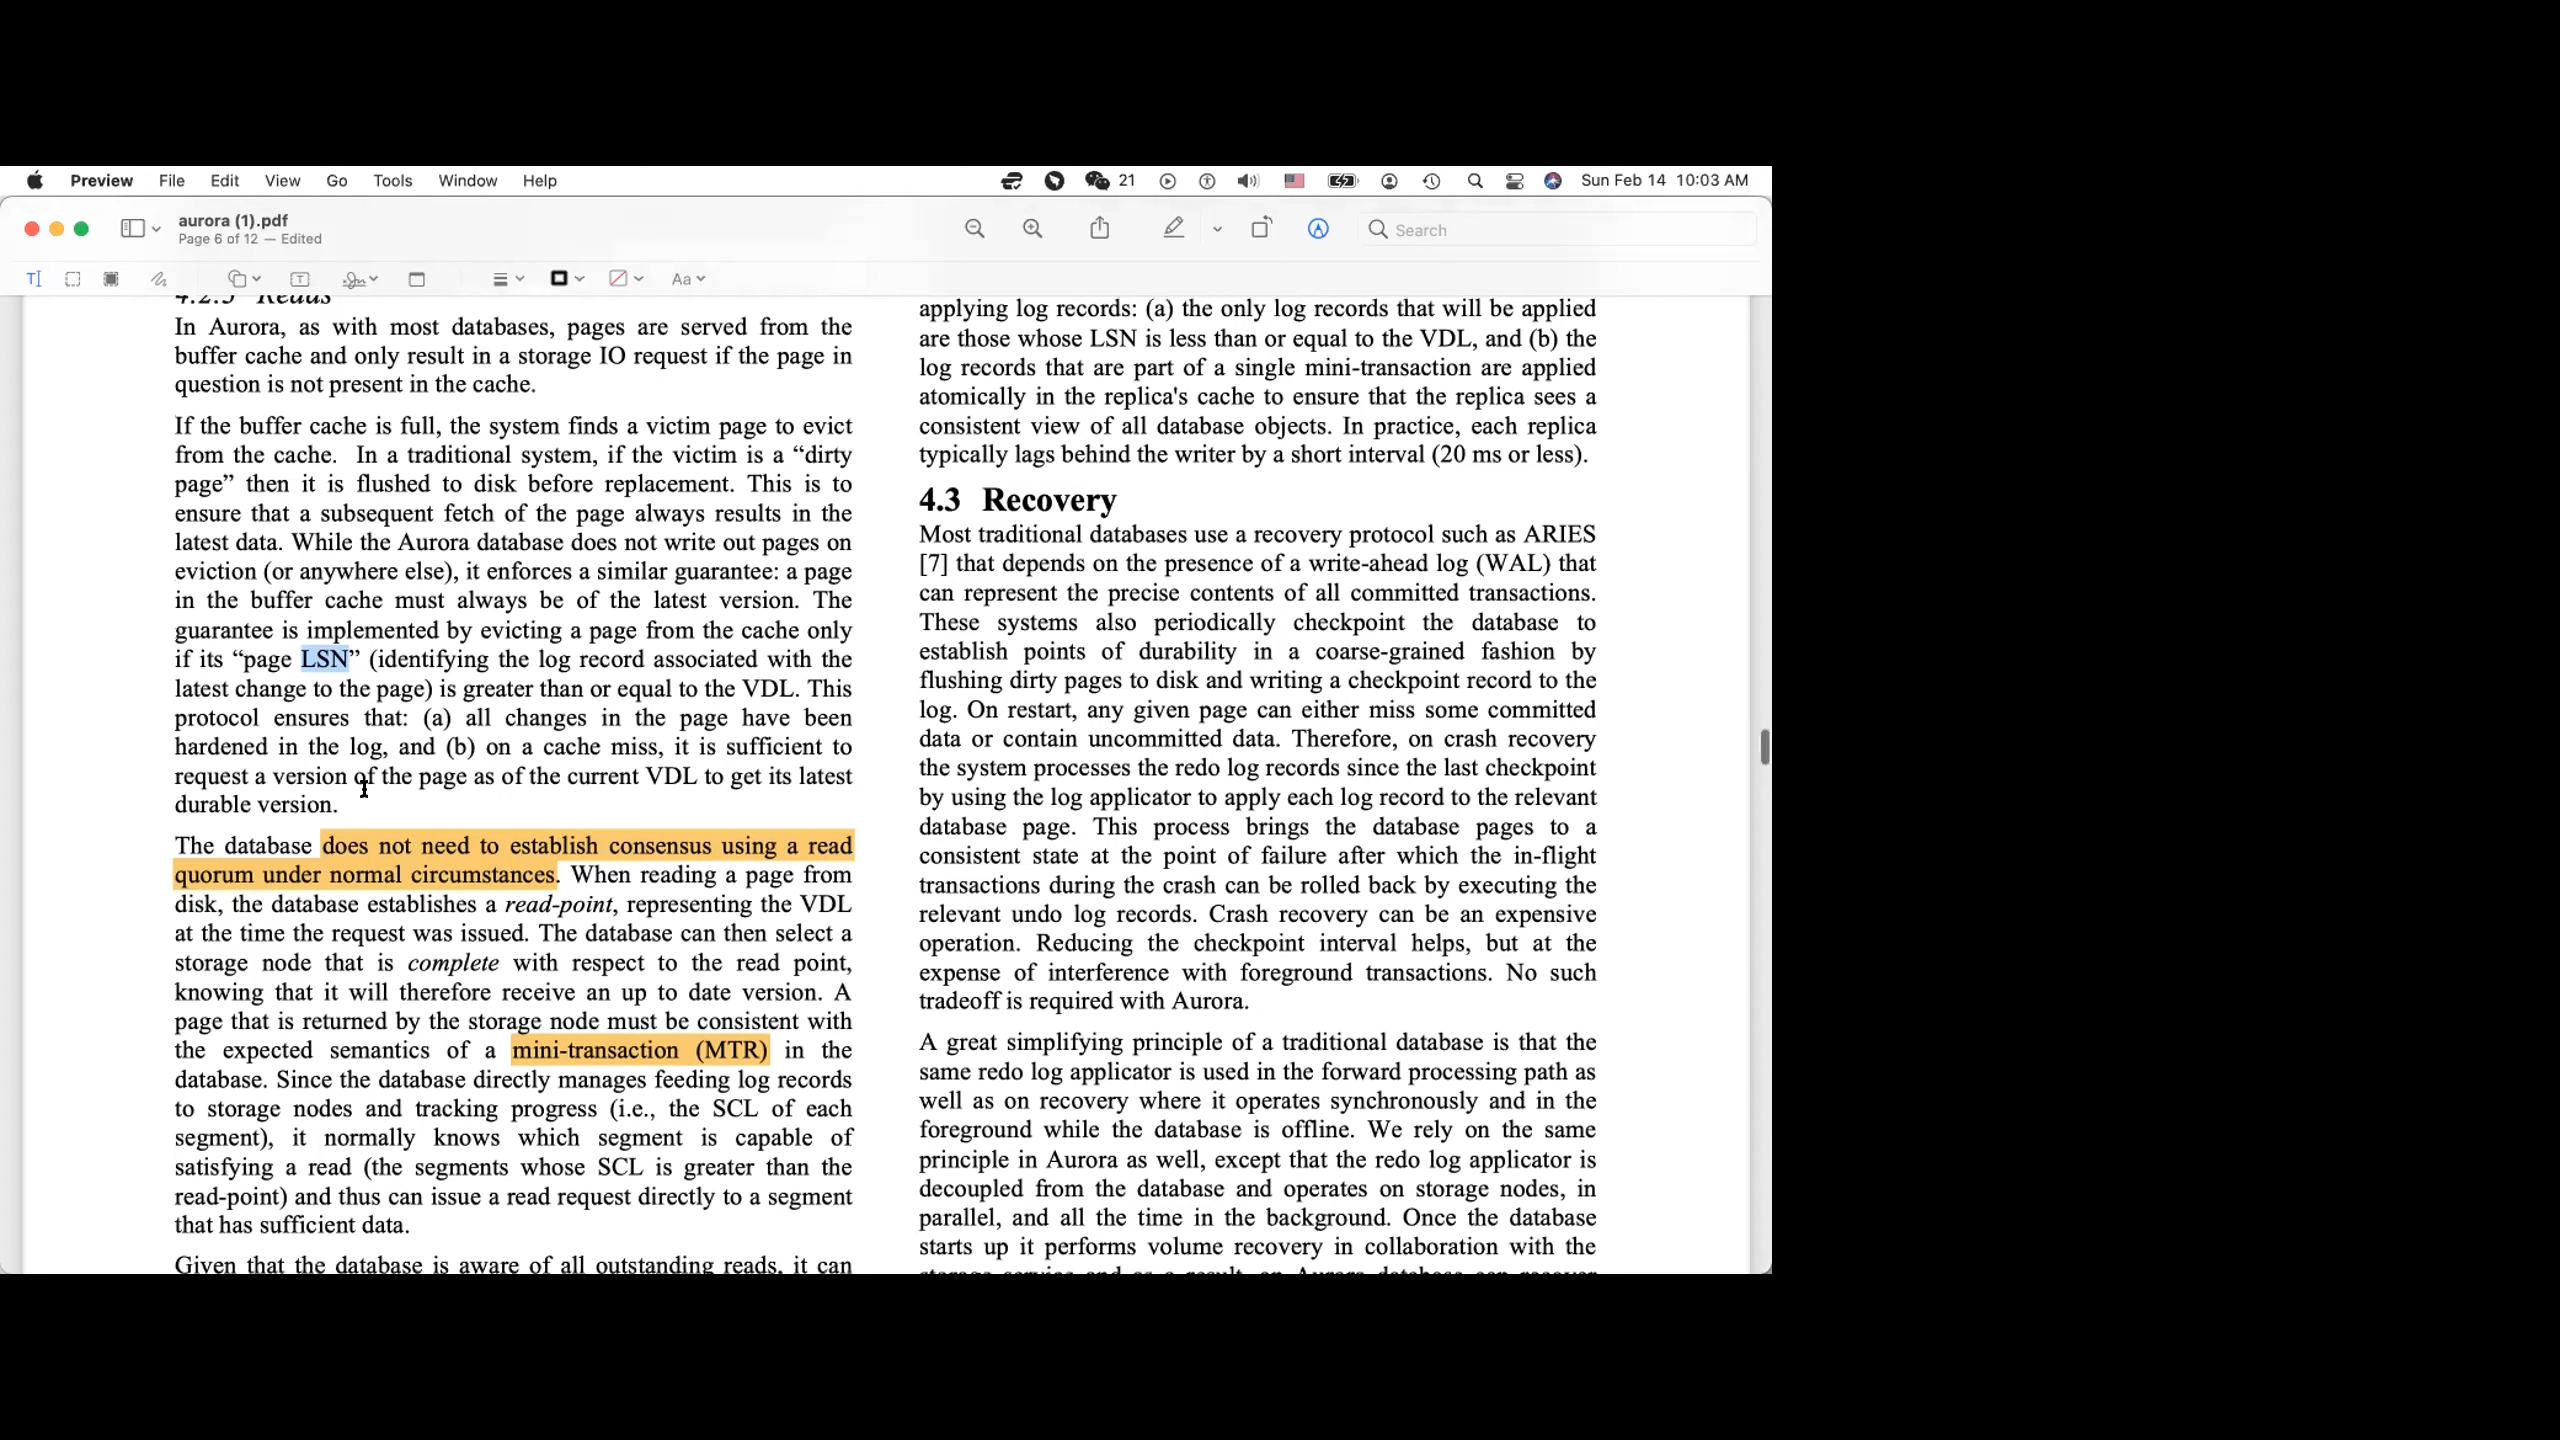 Preview File Edit View Go Tools Window Help 21 Sun Feb 14 10:03 AM
aurora (1).pdf
Page 6 of 12 — Edited
Search
Aa
4.2.3 Reads
In Aurora, as with most databases, pages are served from the
buffer cache and only result in a storage IO request if the page in
question is not present in the cache.
If the buffer cache is full, the system finds a victim page to evict
from the cache. In a traditional system, if the victim is a “dirty
page” then it is flushed to disk before replacement. This is to
ensure that a subsequent fetch of the page always results in the
latest data. While the Aurora database does not write out pages on
eviction (or anywhere else), it enforces a similar guarantee: a page
in the buffer cache must always be of the latest version. The
guarantee is implemented by evicting a page from the cache only
if its “page LSN” (identifying the log record associated with the
latest change to the page) is greater than or equal to the VDL. This
protocol ensures that: (a) all changes in the page have been
hardened in the log, and (b) on a cache miss, it is sufficient to
request a version of the page as of the current VDL to get its latest
durable version.
The database does not need to establish consensus using a read
quorum under normal circumstances. When reading a page from
disk, the database establishes a read-point, representing the VDL
at the time the request was issued. The database can then select a
storage node that is complete with respect to the read point,
knowing that it will therefore receive an up to date version. A
page that is returned by the storage node must be consistent with
the expected semantics of a mini-transaction (MTR) in the
database. Since the database directly manages feeding log records
to storage nodes and tracking progress (i.e., the SCL of each
segment), it normally knows which segment is capable of
satisfying a read (the segments whose SCL is greater than the
read-point) and thus can issue a read request directly to a segment
that has sufficient data.
Given that the database is aware of all outstanding reads, it can
applying log records: (a) the only log records that will be applied
are those whose LSN is less than or equal to the VDL, and (b) the
log records that are part of a single mini-transaction are applied
atomically in the replica's cache to ensure that the replica sees a
consistent view of all database objects. In practice, each replica
typically lags behind the writer by a short interval (20 ms or less).
4.3 Recovery
Most traditional databases use a recovery protocol such as ARIES
[7] that depends on the presence of a write-ahead log (WAL) that
can represent the precise contents of all committed transactions.
These systems also periodically checkpoint the database to
establish points of durability in a coarse-grained fashion by
flushing dirty pages to disk and writing a checkpoint record to the
log. On restart, any given page can either miss some committed
data or contain uncommitted data. Therefore, on crash recovery
the system processes the redo log records since the last checkpoint
by using the log applicator to apply each log record to the relevant
database page. This process brings the database pages to a
consistent state at the point of failure after which the in-flight
transactions during the crash can be rolled back by executing the
relevant undo log records. Crash recovery can be an expensive
operation. Reducing the checkpoint interval helps, but at the
expense of interference with foreground transactions. No such
tradeoff is required with Aurora.
A great simplifying principle of a traditional database is that the
same redo log applicator is used in the forward processing path as
well as on recovery where it operates synchronously and in the
foreground while the database is offline. We rely on the same
principle in Aurora as well, except that the redo log applicator is
decoupled from the database and operates on storage nodes, in
parallel, and all the time in the background. Once the database
starts up it performs volume recovery in collaboration with the